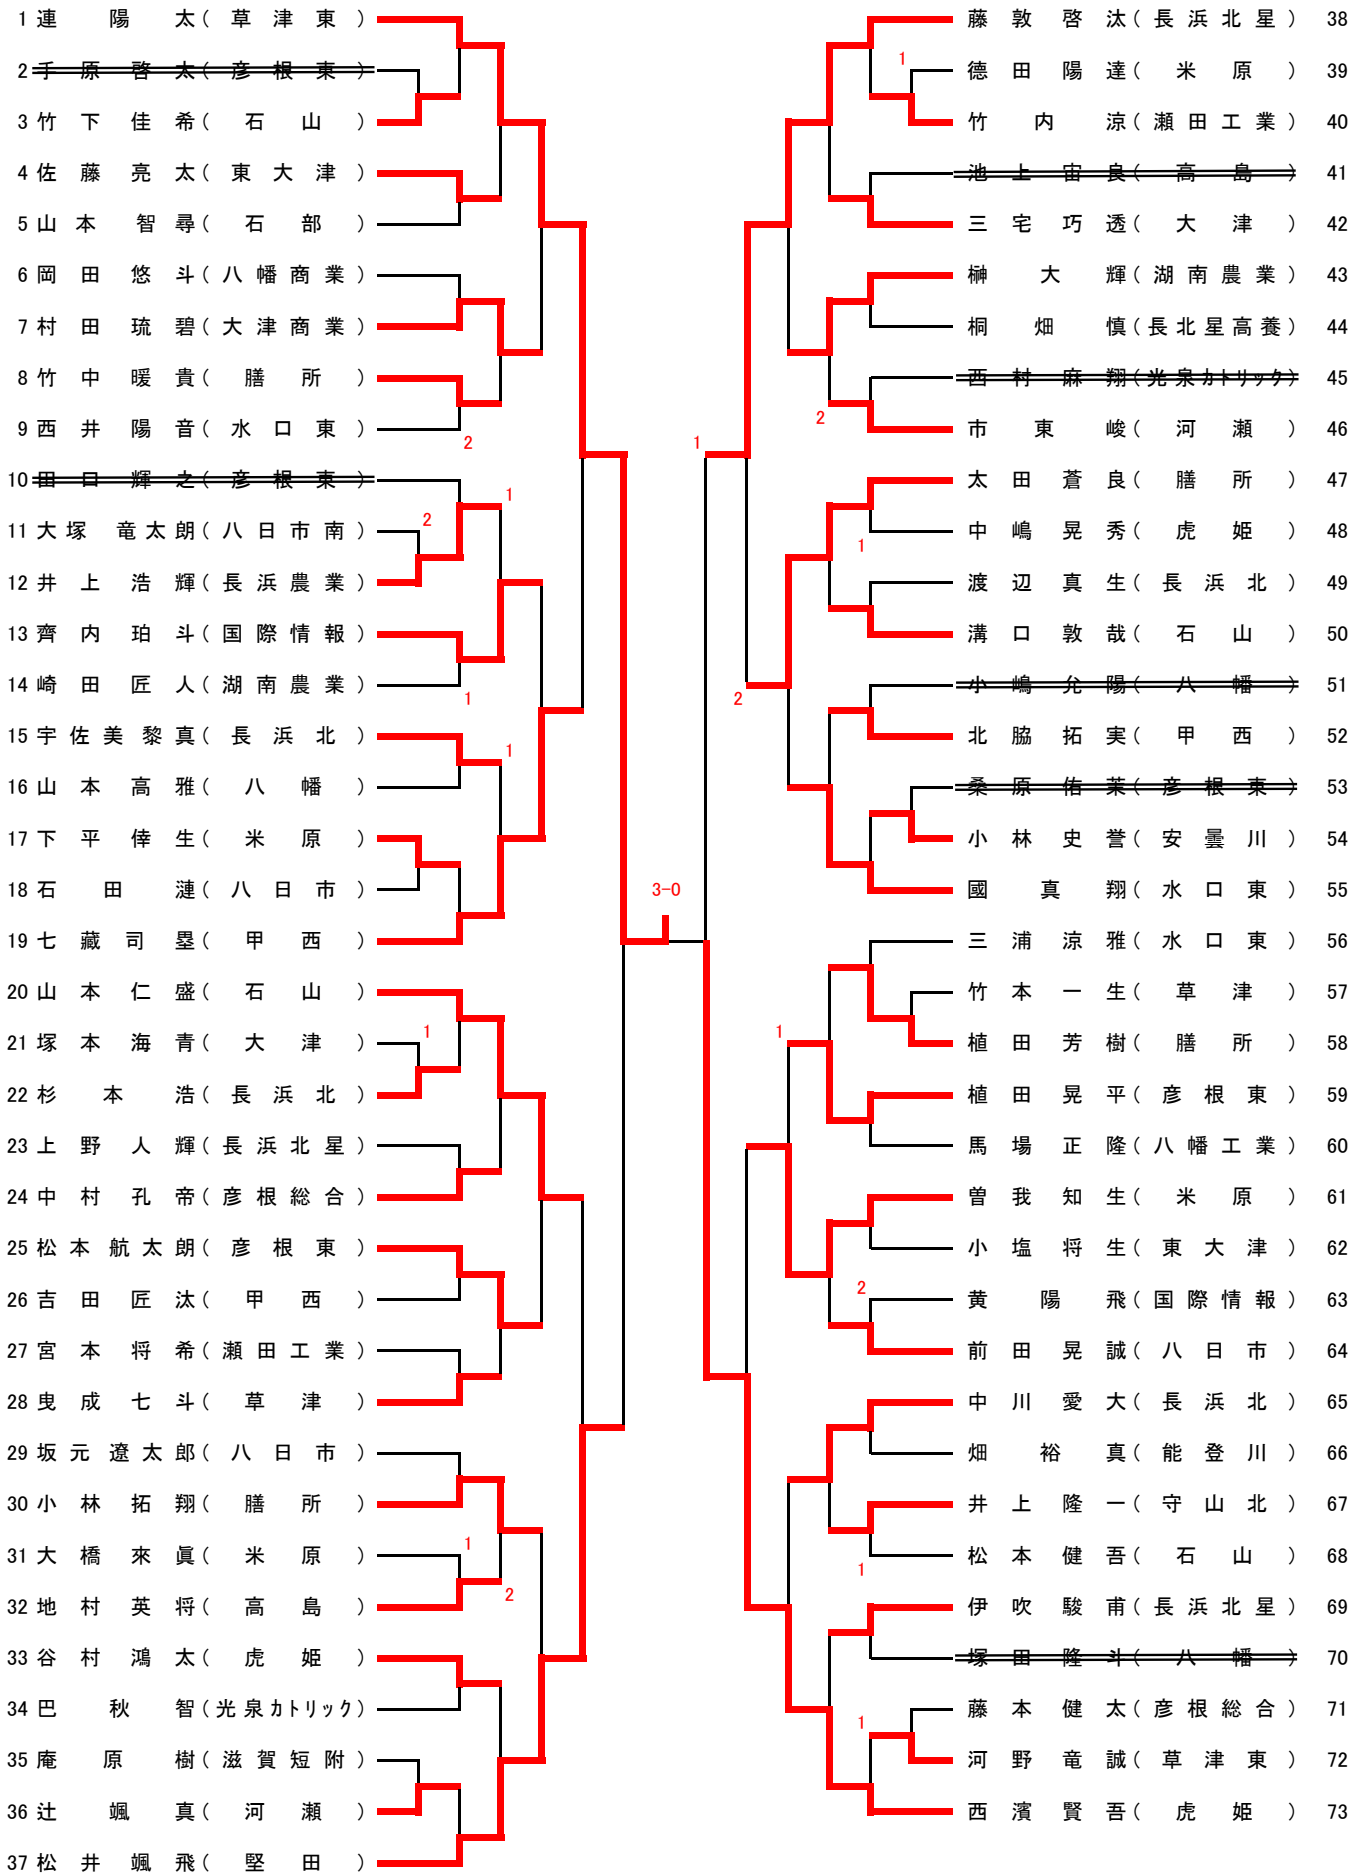 1 連陽太(草津東)
2 手原啓太(彦根東)
3 竹下佳希(石山)
4 佐藤亮太(東大津)
5 山本智尋(石部)
6 岡田悠斗(八幡商業)
7 村田琉碧(大津商業)
8 竹中暖貴(膳所)
9 西井陽音(水口東)
2
10 田口輝之(彦根東)
1
11 大塚竜太朗(八日市南)
2
12 井上浩輝(長浜農業)
13 齊内珀斗(国際情報)
14 崎田匠人(湖南農業)
1
15 宇佐美黎真(長浜北)
1
16 山本高雅(八幡)
17 下平倖生(米原)
18 石田漣(八日市)
19 七藏司塁(甲西)
20 山本仁盛(石山)
21 塚本海青(大津)
1
22 杉本浩(長浜北)
23 上野人輝(長浜北星)
24 中村孔帝(彦根総合)
25 松本航太朗(彦根東)
26 吉田匠汰(甲西)
27 宮本将希(瀬田工業)
28 曳成七斗(草津)
29 坂元遼太郎(八日市)
30 小林拓翔(膳所)
31 大橋來眞(米原)
1
32 地村英将(高島)
2
33 谷村鴻太(虎姫)
34 巴秋智(光泉カトリック)
35 庵原樹(滋賀短附)
36 辻颯真(河瀬)
37 松井颯飛(堅田)
3-0
藤敦啓汰(長浜北星) 38
1
德田陽達(米原) 39
竹内涼(瀬田工業) 40
池上宙良(高島) 41
三宅巧透(大津) 42
榊大輝(湖南農業) 43
桐畑慎(長北星高養) 44
西村麻翔(光泉カトリック) 45
2
市東峻(河瀬) 46
1
太田蒼良(膳所) 47
中嶋晃秀(虎姫) 48
1
渡辺真生(長浜北) 49
溝口敦哉(石山) 50
小嶋允陽(八幡) 51
2
北脇拓実(甲西) 52
桑原佑茉(彦根東) 53
小林史誉(安曇川) 54
國真翔(水口東) 55
三浦涼雅(水口東) 56
竹本一生(草津) 57
1
植田芳樹(膳所) 58
植田晃平(彦根東) 59
馬場正隆(八幡工業) 60
曽我知生(米原) 61
小塩将生(東大津) 62
2
黄陽飛(国際情報) 63
前田晃誠(八日市) 64
中川愛大(長浜北) 65
畑裕真(能登川) 66
井上隆一(守山北) 67
松本健吾(石山) 68
1
伊吹駿甫(長浜北星) 69
塚田隆斗(八幡) 70
藤本健太(彦根総合) 71
1
河野竜誠(草津東) 72
西濱賢吾(虎姫) 73